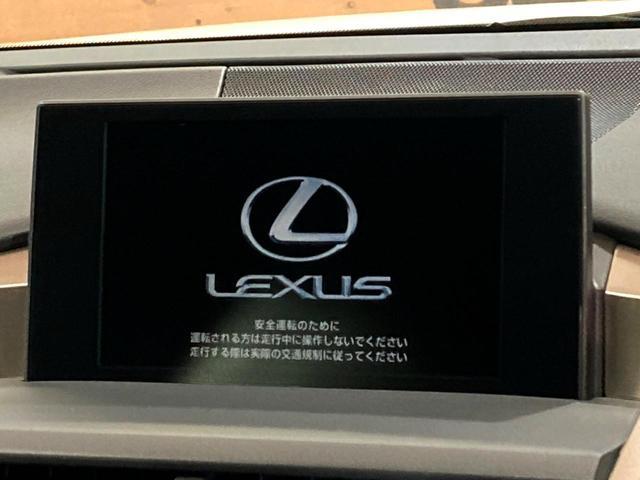 LEXUS
安全運転のために
運転される方は走行中に操作しないでください
走行する際は実際の交通規制に従ってください